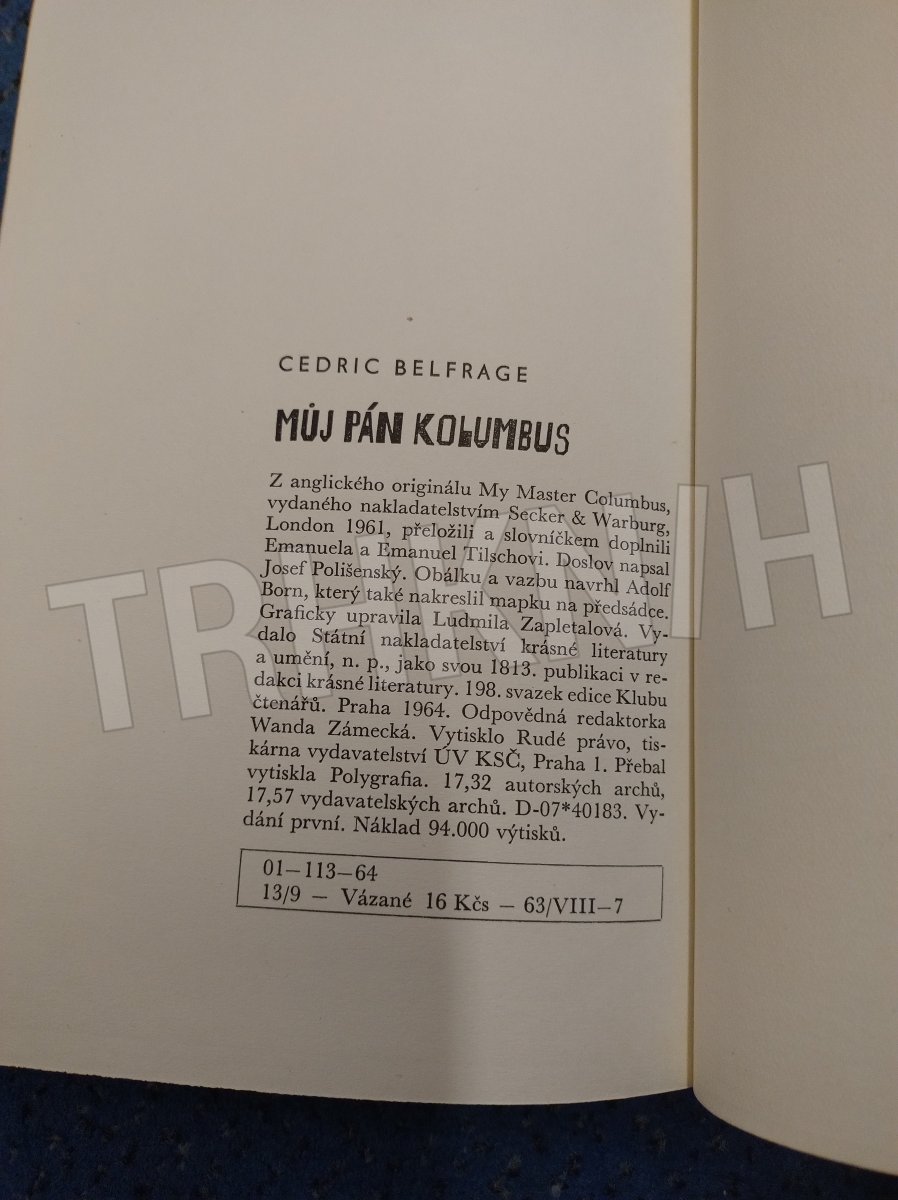 CEDRIC BELFRAGE
MŮJ PÁN KOLUMBUS
Z anglického originálu My Master Columbus,
vydaného nakladatelstvím Secker & Warburg,
London 1961, přeložili a slovníčkem doplnili
Emanuela a Emanuel Tilschovi. Doslov napsal
Josef Polišenský. Obálku a vazbu navrhl Adolf
Born, který také nakreslil mapku na předsádce.
Graficky upravila Ludmila Zapletalová. Vy-
dalo Státní nakladatelství krásné literatury
a umění, n. p., jako svou 1813. publikaci v re-
dakci krásné literatury. 198. svazek edice Klubu
čtenářů. Praha 1964. Odpovědná redaktorka
Wanda Zámecká. Vytisklo Rudé právo, tis-
kárna vydavatelství ÚV KSČ, Praha 1. Přebal
vytiskla Polygrafia. 17,32 autorských archů,
17,57 vydavatelských archů. D-07*40183. Vy-
dání první. Náklad 94.000 výtisků.
01—113—64
13/9 — Vázané 16 Kčs — 63/VIII—7
TRHKNIH